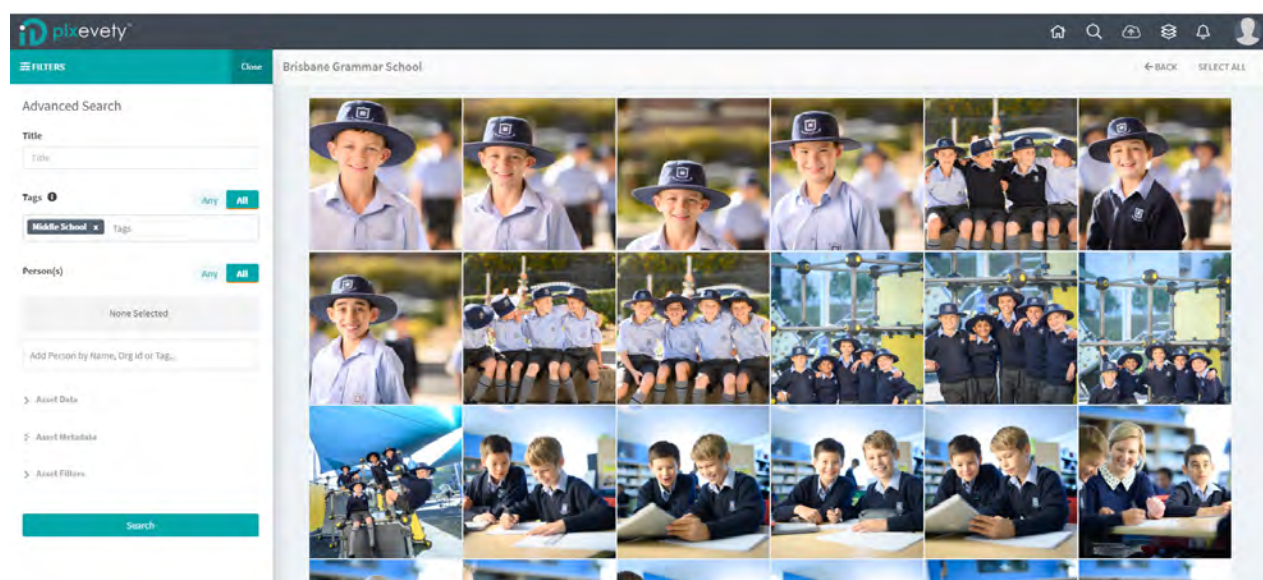 pixevety
FILTERS
Close
Brisbane Grammar School
BACK
SELECT ALL
Advanced Search
Title
Title
Tags
Any
All
Middle School x
Tags
Person(s)
Any
All
None Selected
Add Person by Name, Org id or Tag...
Asset Data
Asset Metadata
Asset Filters
Search